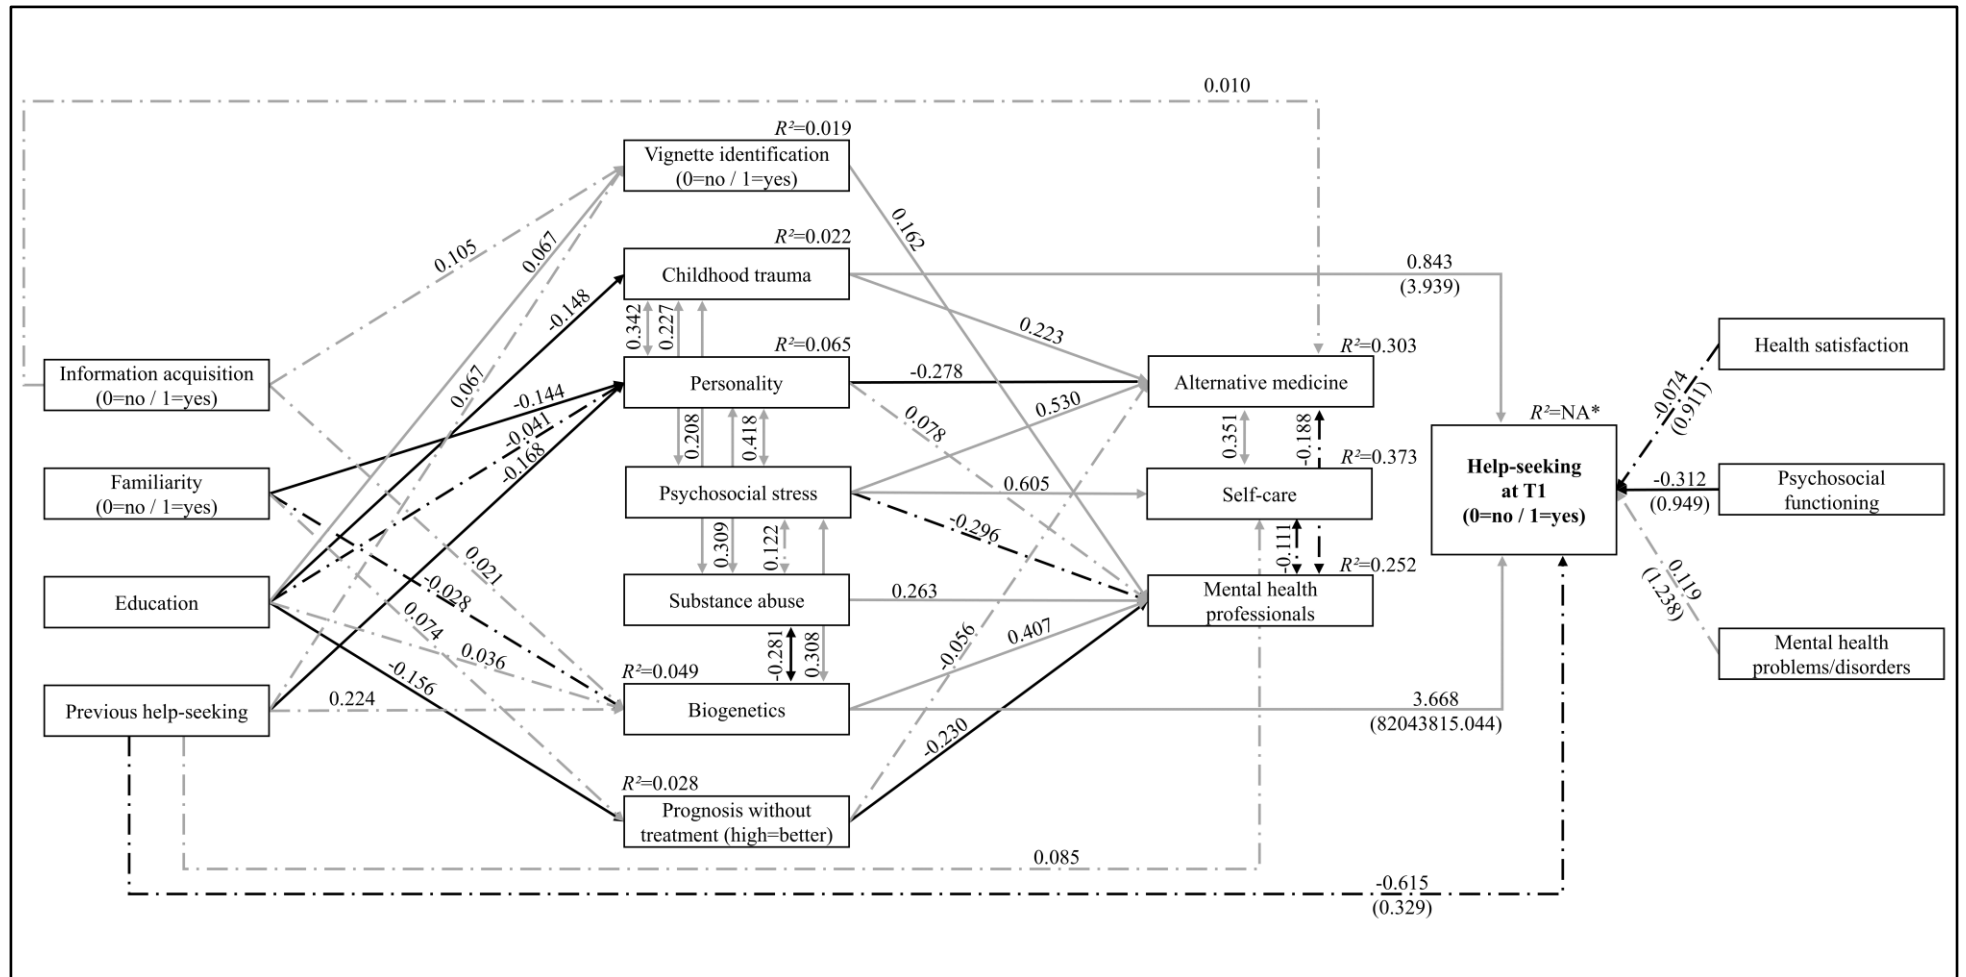 0.010
R²=0.019
Vignette identification
(0=no / 1=yes)
0.105
0.067
0.162
R²=0.022
Childhood trauma
0.843
(3.939)
-0.148
0.067
0.342
0.227
0.223
R²=0.065
Personality
-0.278
R²=0.303
Alternative medicine
Health satisfaction
Information acquisition
(0=no / 1=yes)
-0.144
-0.041
-0.168
0.208
0.418
0.078
0.530
0.351
-0.188
-0.074
(0.911)
R²=NA*
Help-seeking
at T1
(0=no / 1=yes)
Familiarity
(0=no / 1=yes)
Psychosocial stress
0.605
R²=0.373
Self-care
-0.312
(0.949)
Psychosocial
functioning
0.021
-0.028
0.074
0.309
0.122
-0.296
-0.111
R²=0.252
Education
Substance abuse
0.263
Mental health
professionals
0.119
(1.238)
Mental health
problems/disorders
0.036
-0.156
-0.281
0.308
-0.056
0.407
R²=0.049
Previous help-seeking
0.224
Biogenetics
-0.230
3.668
(82043815.044)
R²=0.028
Prognosis without
treatment (high=better)
0.085
-0.615
(0.329)